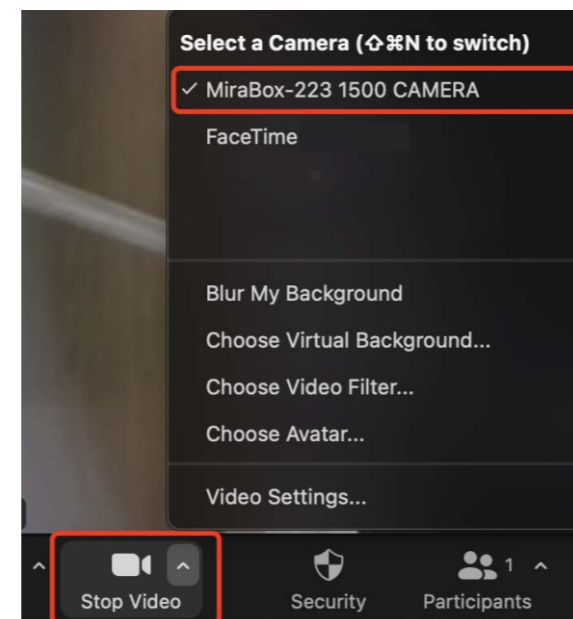 Select a Camera (⇧⌘N to switch)
✓ MiraBox-223 1500 CAMERA
FaceTime
Blur My Background
Choose Virtual Background...
Choose Video Filter...
Choose Avatar...
Video Settings...
Stop Video
Security
1
Participants